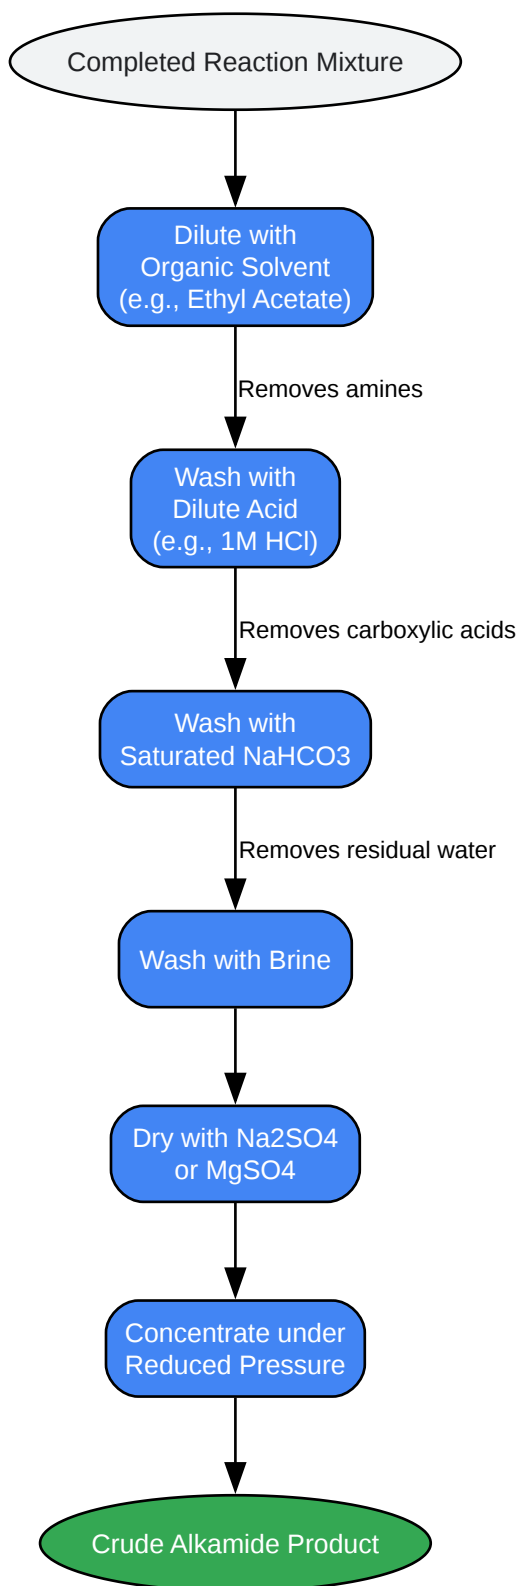 Completed Reaction Mixture
Dilute with
Organic Solvent
(e.g., Ethyl Acetate)
Removes amines
Wash with
Dilute Acid
(e.g., 1M HCl)
Removes carboxylic acids
Wash with
Saturated NaHCO3
Removes residual water
Wash with Brine
Dry with Na2SO4
or MgSO4
Concentrate under
Reduced Pressure
Crude Alkamide Product